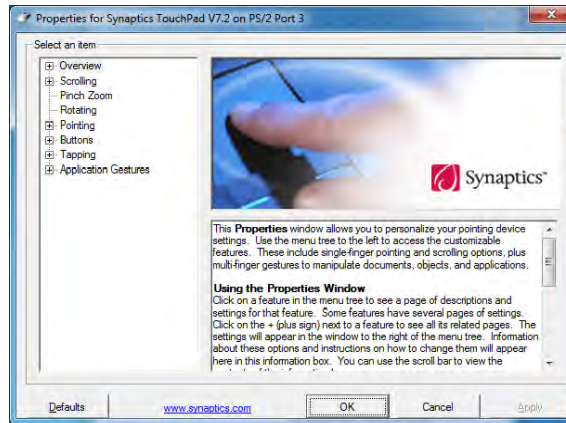 Properties for Synaptics TouchPad V7.2 on PS/2 Port 3
Select an item
Overview
Scrolling
Pinch Zoom
Rotating
Pointing
Buttons
Tapping
Application Gestures
Synaptics
This Properties window allows you to personalize your pointing device
settings. Use the menu tree to the left to access the customizable
features. These include single-finger pointing and scrolling options, plus
multi-finger gestures to manipulate documents, objects, and applications.
Using the Properties Window
Click on a feature in the menu tree to see a page of descriptions and
settings for that feature. Some features have several pages of settings.
Click on the + (plus sign) next to a feature to see all its related pages. The
settings will appear in the window to the right of the menu tree. Information
about these options and instructions on how to change them will appear
here in this information box. You can use the scroll bar to view the
Defaults
www.synaptics.com
OK
Cancel
Apply